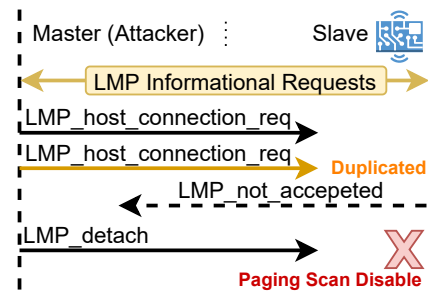 Master (Attacker) Slave
LMP Informational Requests
LMP_host_connection_req
LMP_host_connection_req
Duplicated
LMP_not_accepeted
LMP_detach
Paging Scan Disable